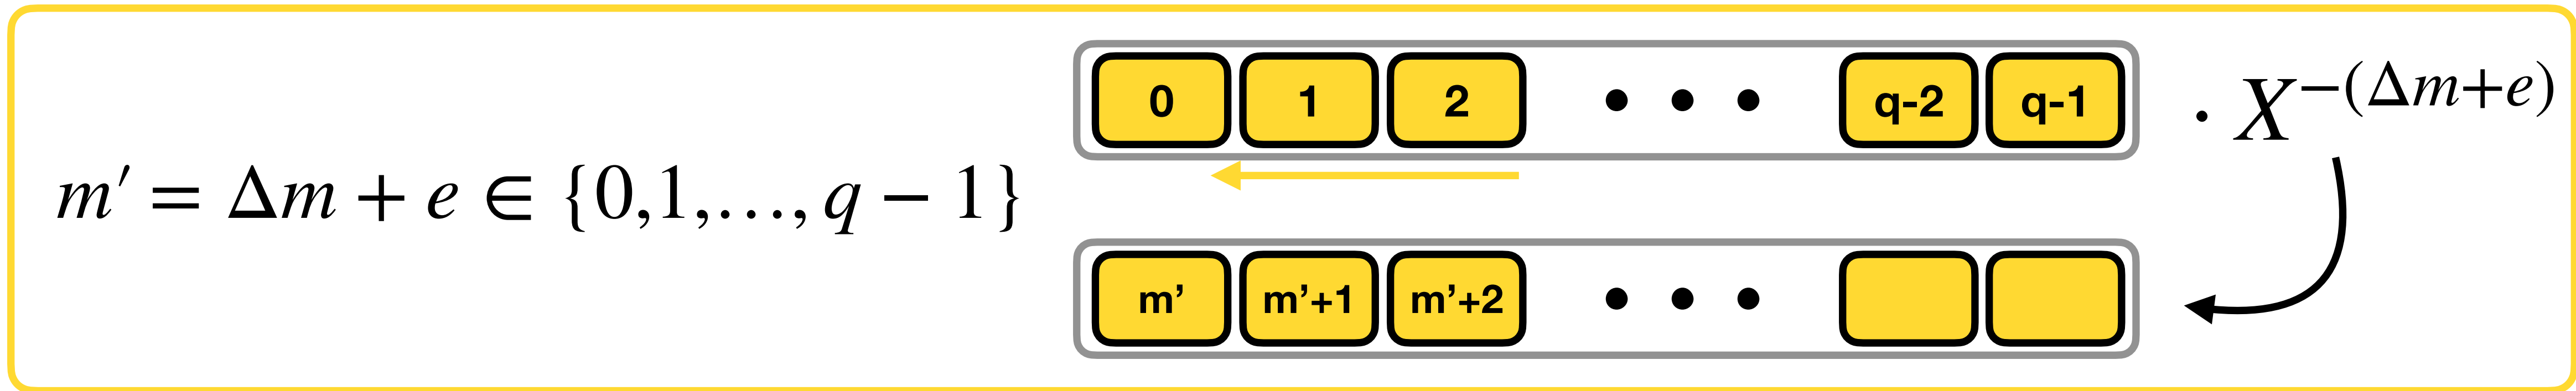 0 1 2 • • • q-2 q-1 · X^{−(Δm+e)}
m′ = Δm + e ∈ {0,1,…, q − 1}
m’ m’+1 m’+2 • • •